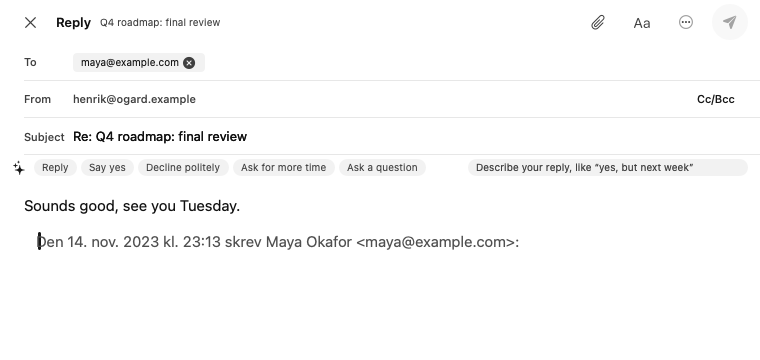 Reply Q4 roadmap: final review Aa
To maya@example.com
From henrik@ogard.example Cc/Bcc
Subject Re: Q4 roadmap: final review
Reply Say yes Decline politely Ask for more time Ask a question Describe your reply, like “yes, but next week”
Sounds good, see you Tuesday.
Den 14. nov. 2023 kl. 23:13 skrev Maya Okafor <maya@example.com>: